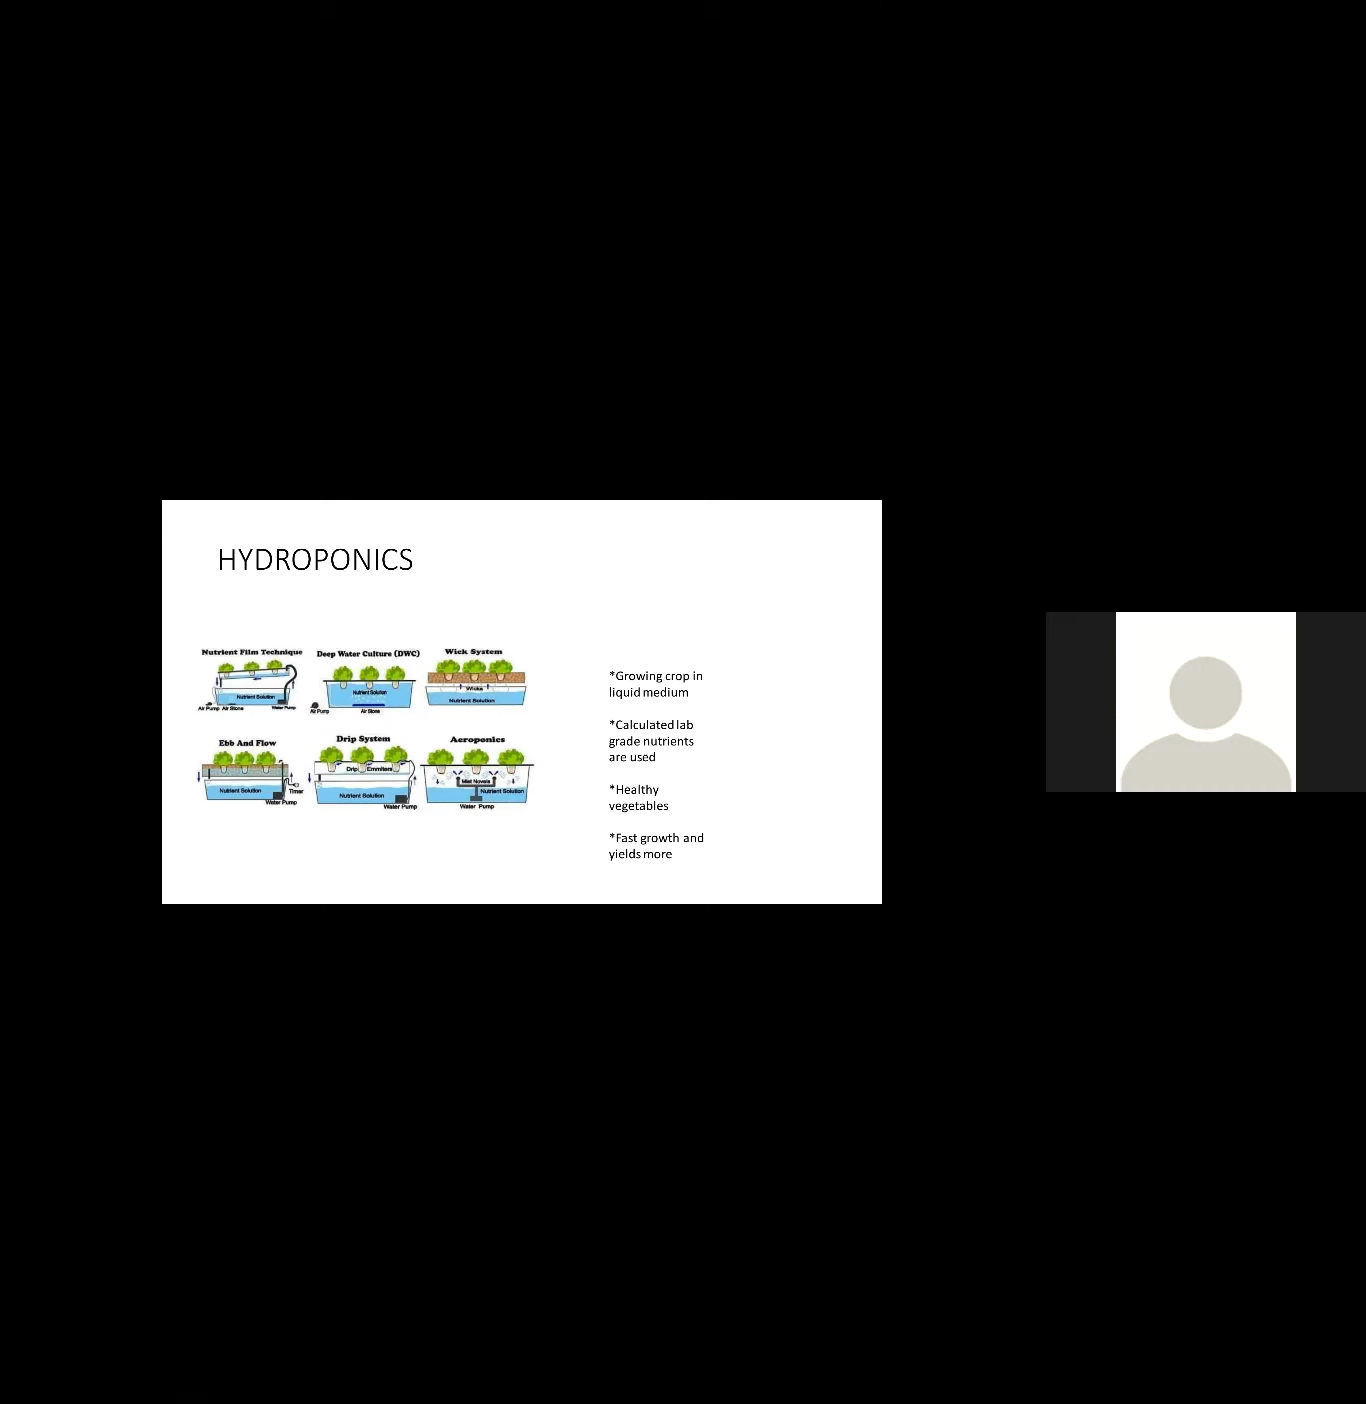 HYDROPONICS
Nutrient Film Technique
Nutrient Solution
Air Pump Air Stone Water Pump
Deep Water Culture (DWC)
Nutrient Solution
Air Pump Air Stone
Wick System
Wicks
Nutrient Solution
Ebb And Flow
Nutrient Solution
Timer
Water Pump
Drip System
Drip Emmiters
Nutrient Solution
Water Pump
Aeroponics
Mist Novels
Nutrient Solution
Water Pump
*Growing crop in
liquid medium
*Calculated lab
grade nutrients
are used
*Healthy
vegetables
*Fast growth and
yields more